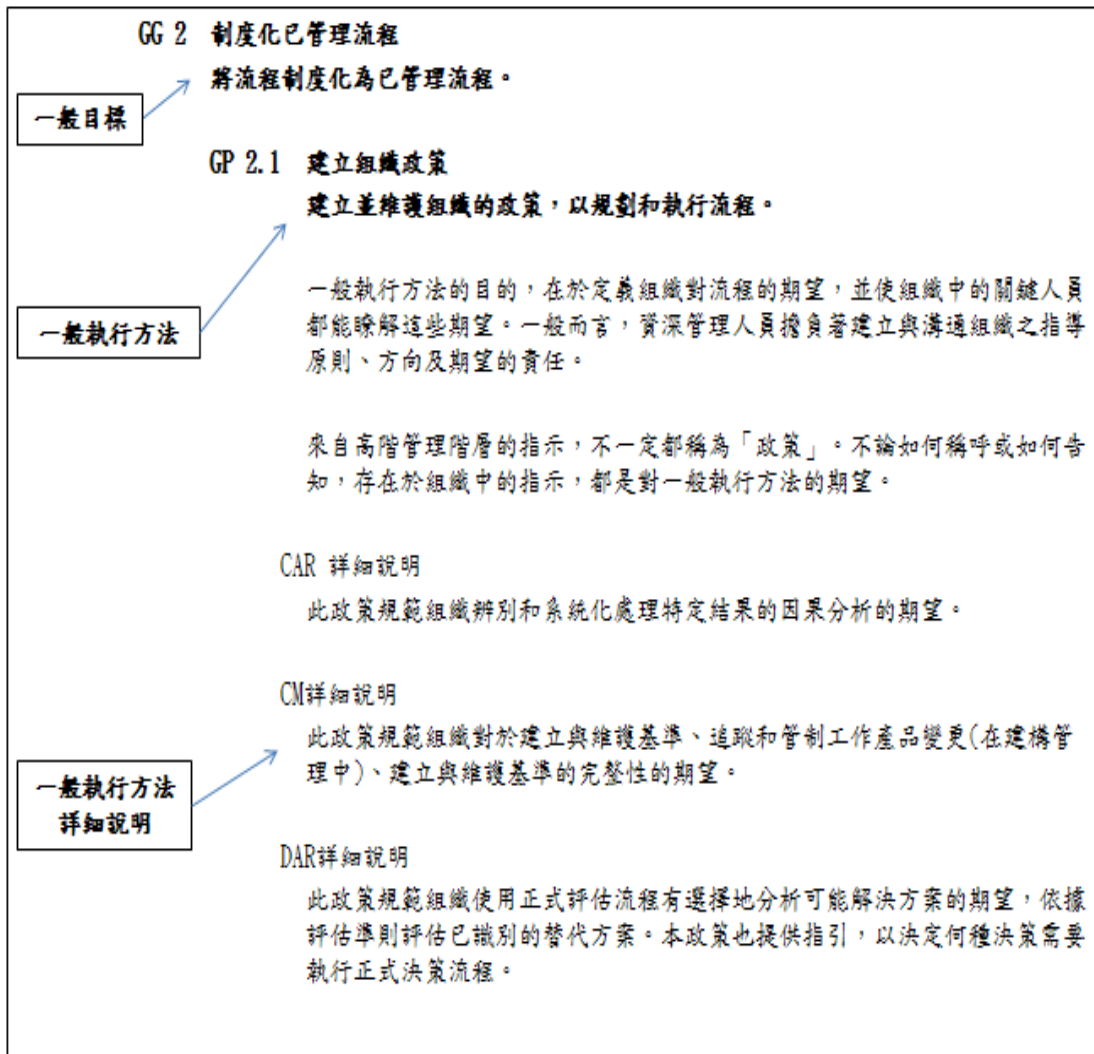 GG 2 制度化已管理流程
將流程制度化為已管理流程。
一般目標
GP 2.1 建立組織政策
建立並維護組織的政策，以規劃和執行流程。
一般執行方法的目的，在於定義組織對流程的期望，並使組織中的關鍵人員
都能瞭解這些期望。一般而言，資深管理人員擔負著建立與溝通組織之指導
原則、方向及期望的責任。
一般執行方法
來自高階管理階層的指示，不一定都稱為「政策」。不論如何稱呼或如何告
知，存在於組織中的指示，都是對一般執行方法的期望。
CAR 詳細說明
此政策規範組織辨別和系統化處理特定結果的因果分析的期望。
CM詳細說明
此政策規範組織對於建立與維護基準、追蹤和管制工作產品變更(在建構管
理中)、建立與維護基準的完整性的期望。
一般執行方法
詳細說明
DAR詳細說明
此政策規範組織使用正式評估流程有選擇地分析可能解決方案的期望，依據
評估準則評估已識別的替代方案。本政策也提供指引，以決定何種決策需要
執行正式決策流程。